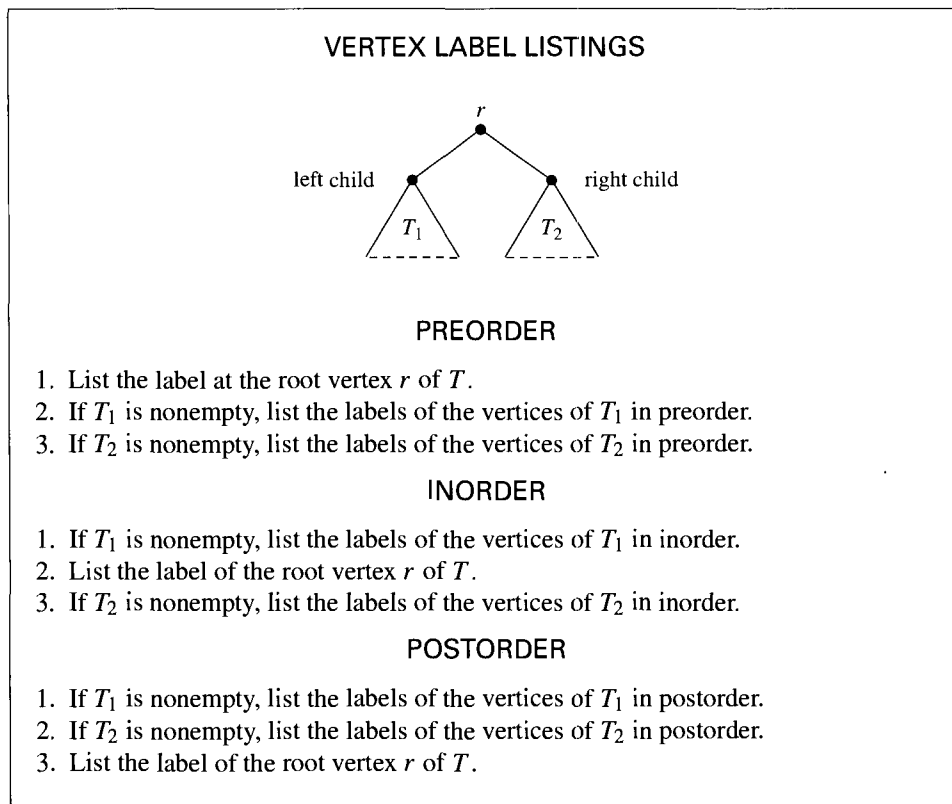 VERTEX LABEL LISTINGS
r
left child
right child
T1
T2
PREORDER
1. List the label at the root vertex r of T.
2. If T1 is nonempty, list the labels of the vertices of T1 in preorder.
3. If T2 is nonempty, list the labels of the vertices of T2 in preorder.
INORDER
1. If T1 is nonempty, list the labels of the vertices of T1 in inorder.
2. List the label of the root vertex r of T.
3. If T2 is nonempty, list the labels of the vertices of T2 in inorder.
POSTORDER
1. If T1 is nonempty, list the labels of the vertices of T1 in postorder.
2. If T2 is nonempty, list the labels of the vertices of T2 in postorder.
3. List the label of the root vertex r of T.